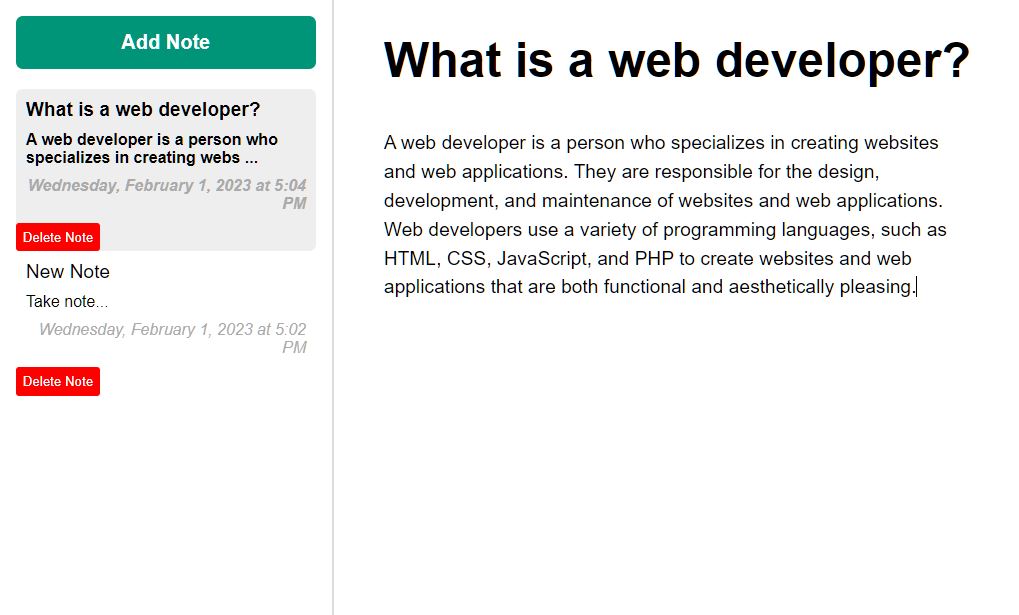 Add Note
What is a web developer?
A web developer is a person who
specializes in creating webs ...
Wednesday, February 1, 2023 at 5:04
PM
Delete Note
New Note
Take note...
Wednesday, February 1, 2023 at 5:02
PM
Delete Note
What is a web developer?
A web developer is a person who specializes in creating websites
and web applications. They are responsible for the design,
development, and maintenance of websites and web applications.
Web developers use a variety of programming languages, such as
HTML, CSS, JavaScript, and PHP to create websites and web
applications that are both functional and aesthetically pleasing.